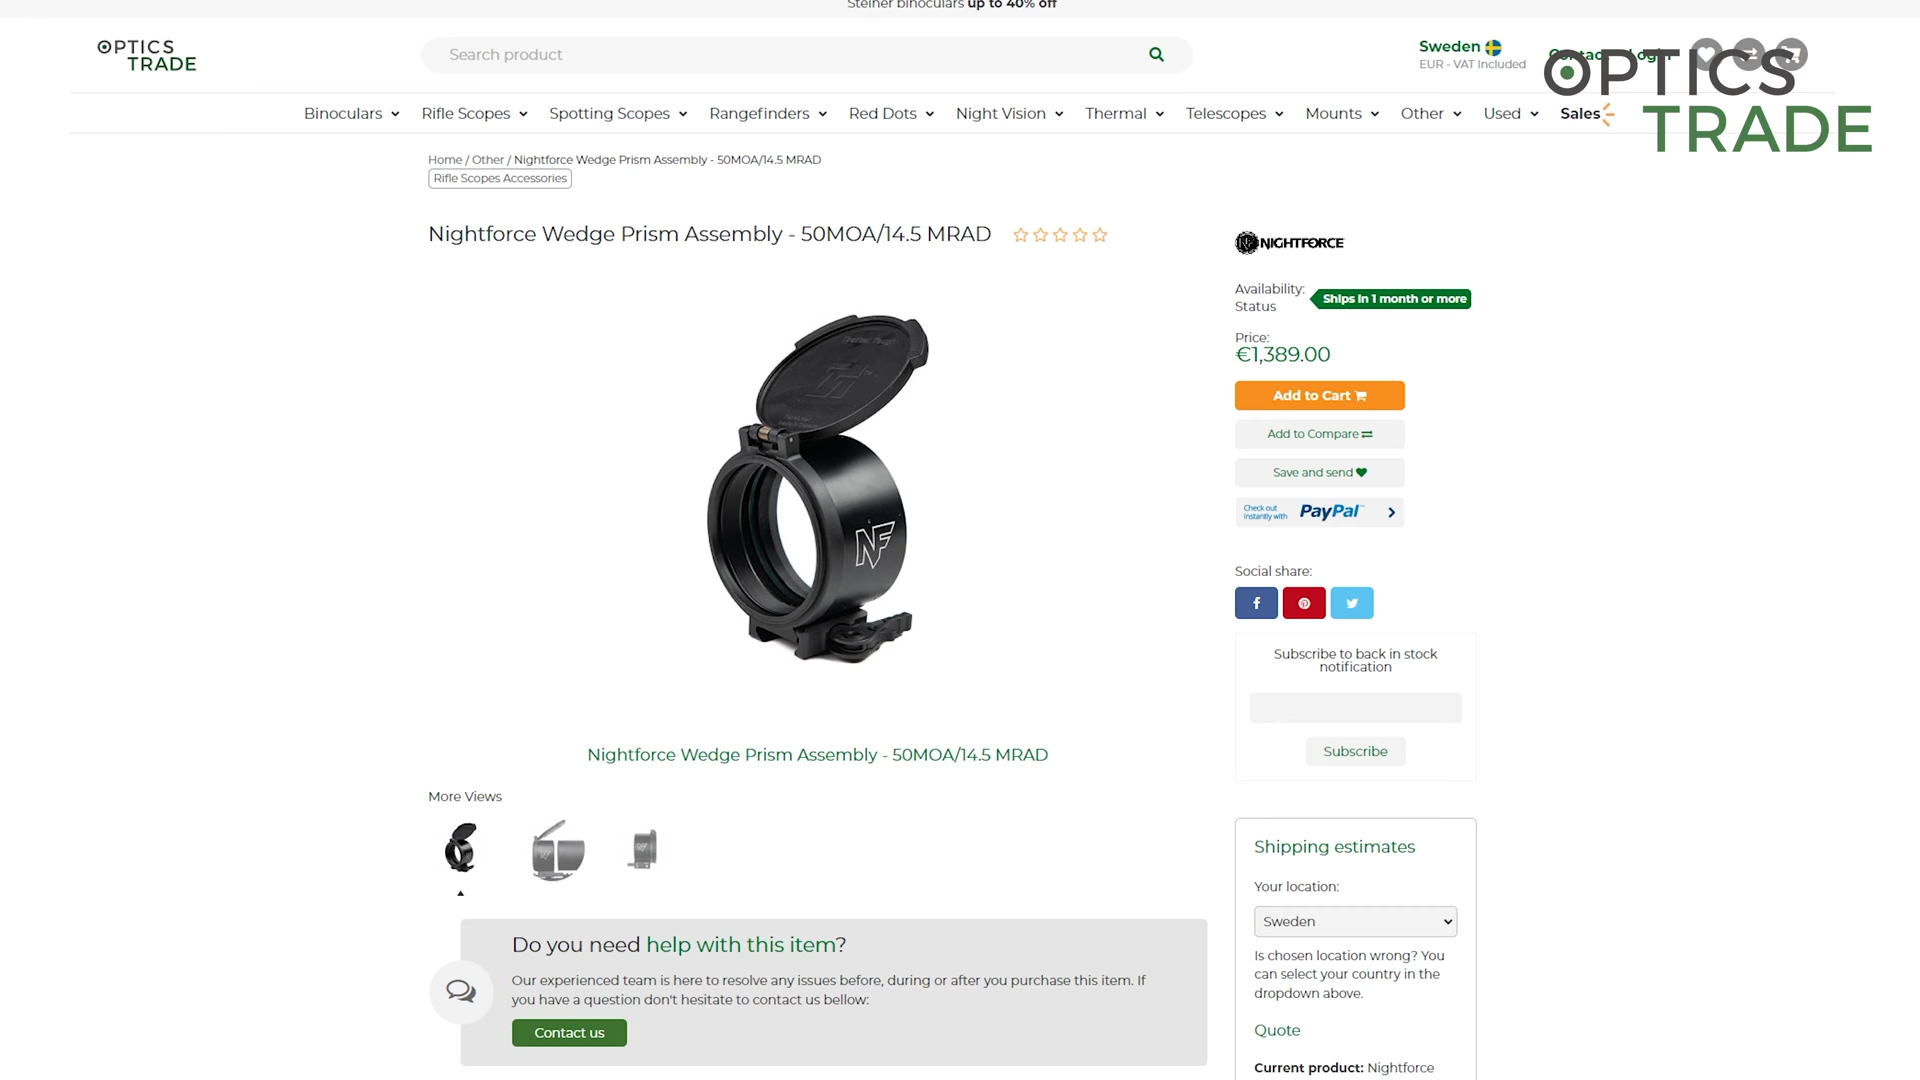 Steiner binoculars up to 40% off
OPTICS
TRADE
Search product
Sweden
EUR - VAT Included
OPTICS
TRADE
Binoculars
Rifle Scopes
Spotting Scopes
Rangefinders
Red Dots
Night Vision
Thermal
Telescopes
Mounts
Other
Used
Sales
Home / Other / Nightforce Wedge Prism Assembly - 50MOA/14.5 MRAD
Rifle Scopes Accessories
Nightforce Wedge Prism Assembly - 50MOA/14.5 MRAD
NF
Nightforce Wedge Prism Assembly - 50MOA/14.5 MRAD
More Views
Do you need help with this item?
Our experienced team is here to resolve any issues before, during or after you purchase this item. If
you have a question don't hesitate to contact us bellow:
Contact us
NIGHTFORCE
Availability:
Status
Ships in 1 month or more
Price:
€1,389.00
Add to Cart
Add to Compare
Save and send
Check out
instantly with
PayPal
Social share:
Subscribe to back in stock
notification
Subscribe
Shipping estimates
Your location:
Sweden
Is chosen location wrong? You
can select your country in the
dropdown above.
Quote
Current product: Nightforce